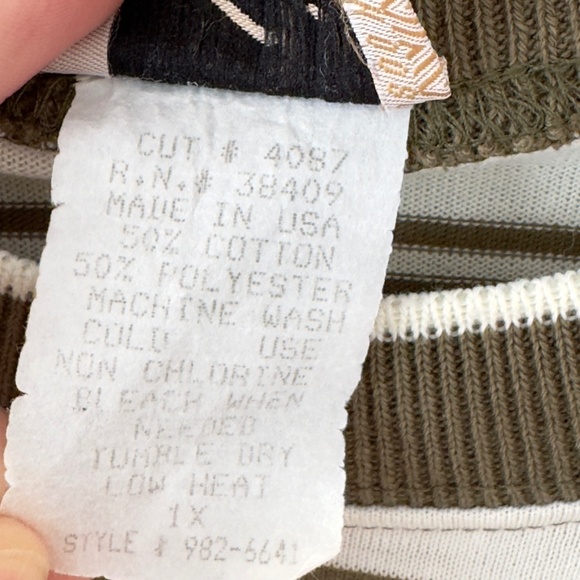 CUT # 4087
R.N.# 38409
MADE IN USA
50% COTTON
50% POLYESTER
MACHINE WASH
COLD USE
NON CHLORINE
BLEACH WHEN
NEEDED
TUMBLE DRY
LOW HEAT
1X
STYLE # 982-6641